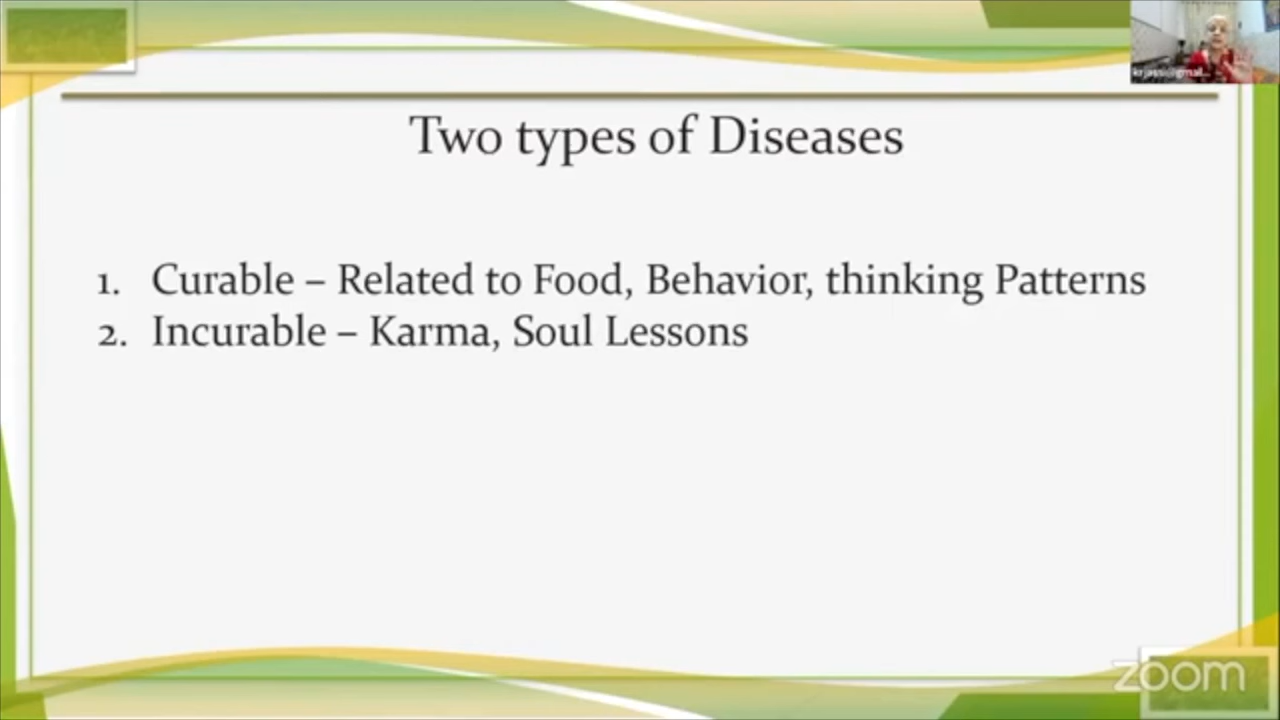 Two types of Diseases
1. Curable – Related to Food, Behavior, thinking Patterns
2. Incurable – Karma, Soul Lessons
zoom